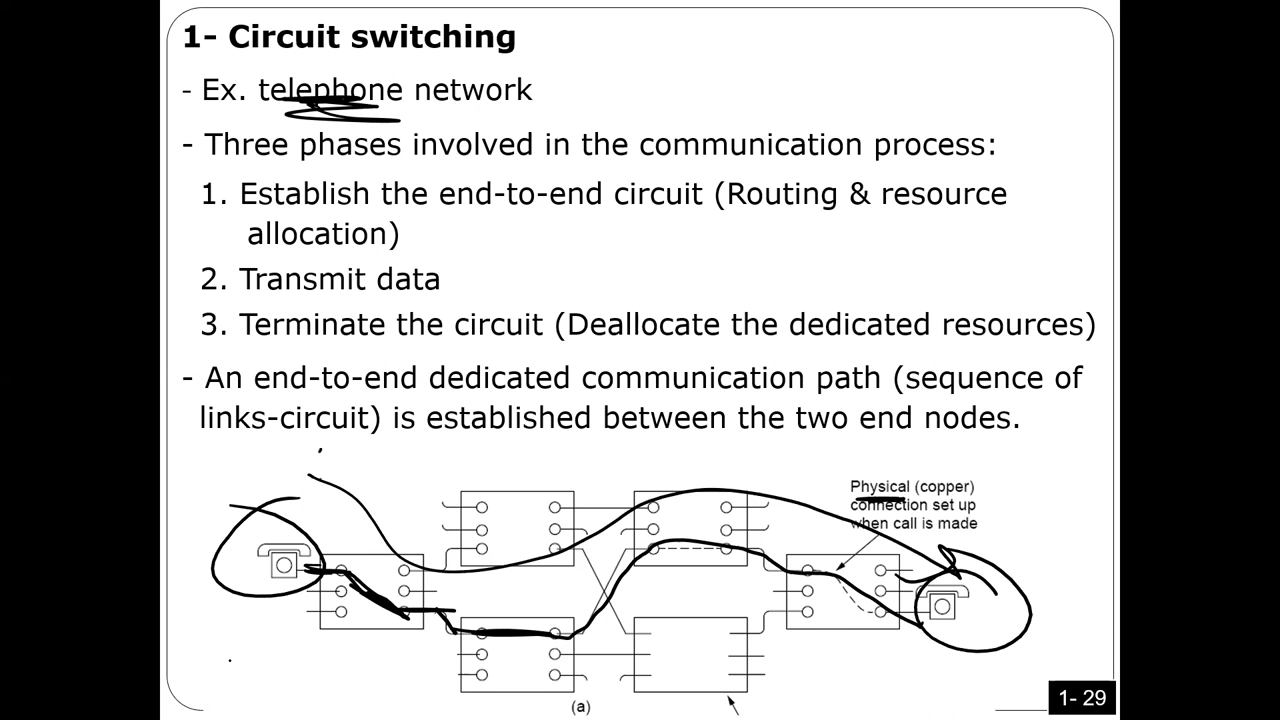 1- Circuit switching
- Ex. telephone network
- Three phases involved in the communication process:
1. Establish the end-to-end circuit (Routing & resource
allocation)
2. Transmit data
3. Terminate the circuit (Deallocate the dedicated resources)
- An end-to-end dedicated communication path (sequence of
links-circuit) is established between the two end nodes.
Physical (copper)
connection set up
when call is made
(a)
1- 29